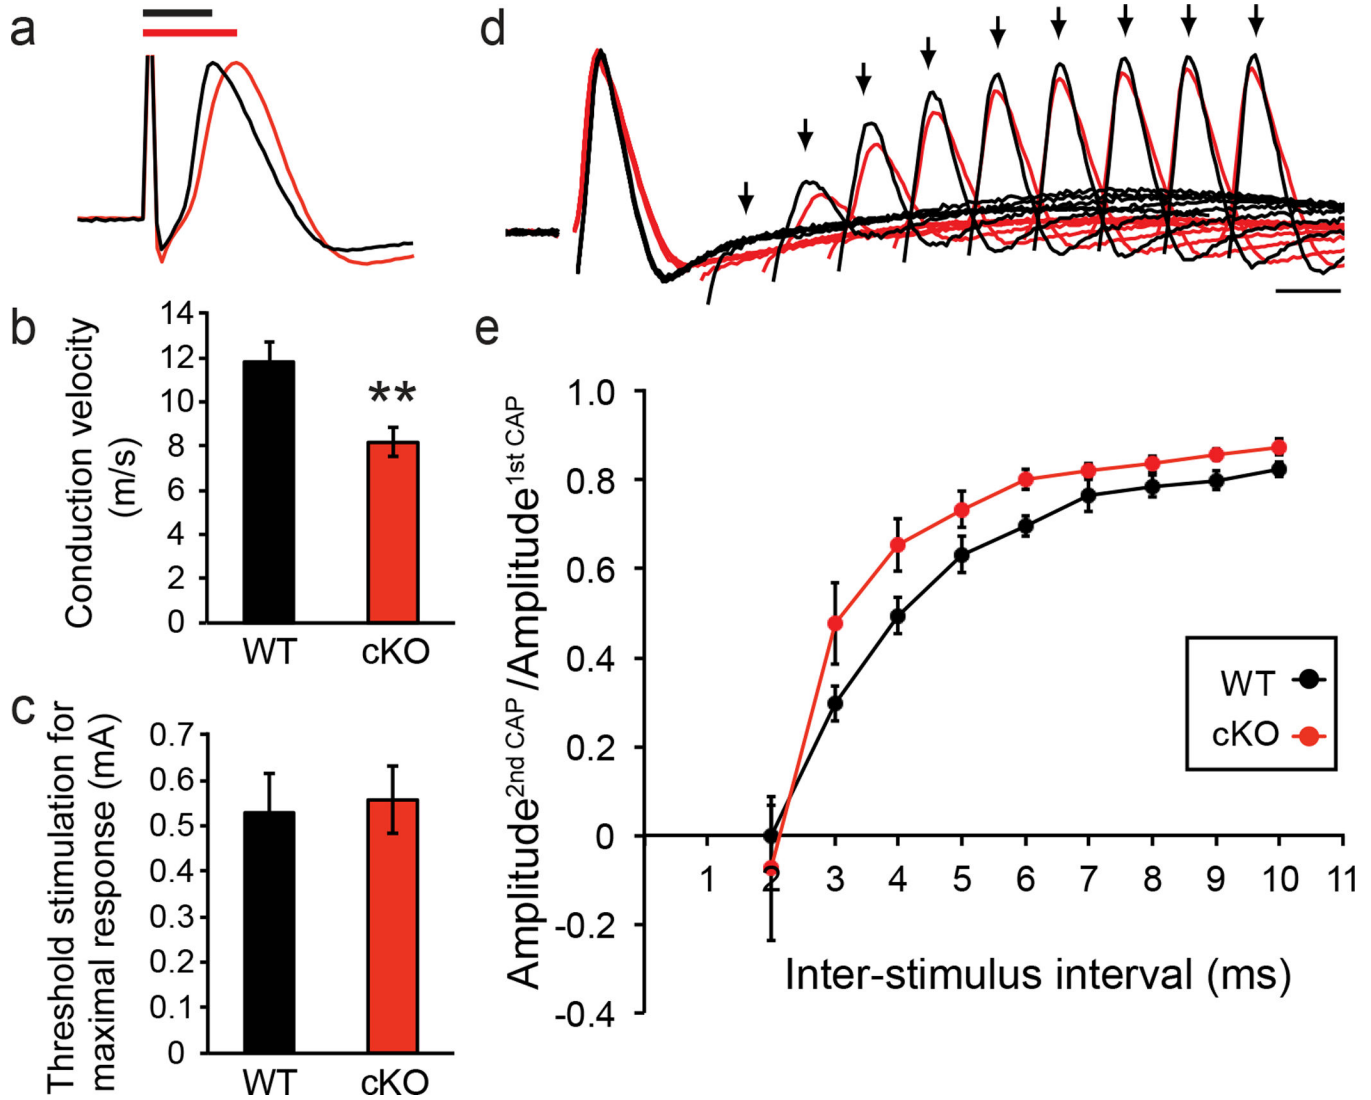 a
d
b
Conduction velocity
(m/s)
14
12
10
8
6
4
2
0
**
WT
cKO
c
Threshold stimulation for
maximal response (mA)
0.7
0.6
0.5
0.4
0.3
0.2
0.1
0
WT
cKO
e
Amplitude2nd CAP /Amplitude1st CAP
1.0
0.8
0.6
0.4
0.2
0
-0.2
-0.4
1 2 3 4 5 6 7 8 9 10 11
Inter-stimulus interval (ms)
WT
cKO